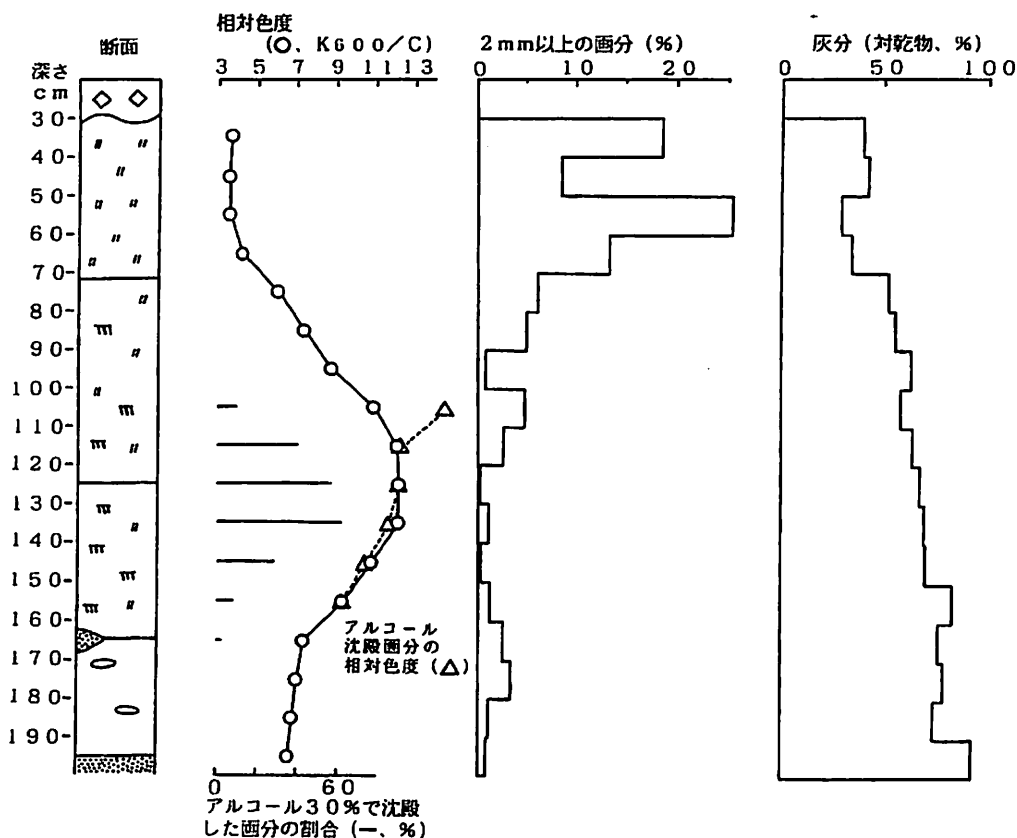 相対色度
(○、K600/C)
3 5 7 9 11 13
断面
深さ
cm
30-
40-
50-
60-
70-
80-
90-
100-
110-
120-
130-
140-
150-
160-
170-
180-
190-
アルコール
沈殿画分の
相対色度(△)
0 60
アルコール30%で沈殿
した画分の割合(ー、%)
2mm以上の画分(%)
0 10 20
灰分(対乾物、%)
0 50 100